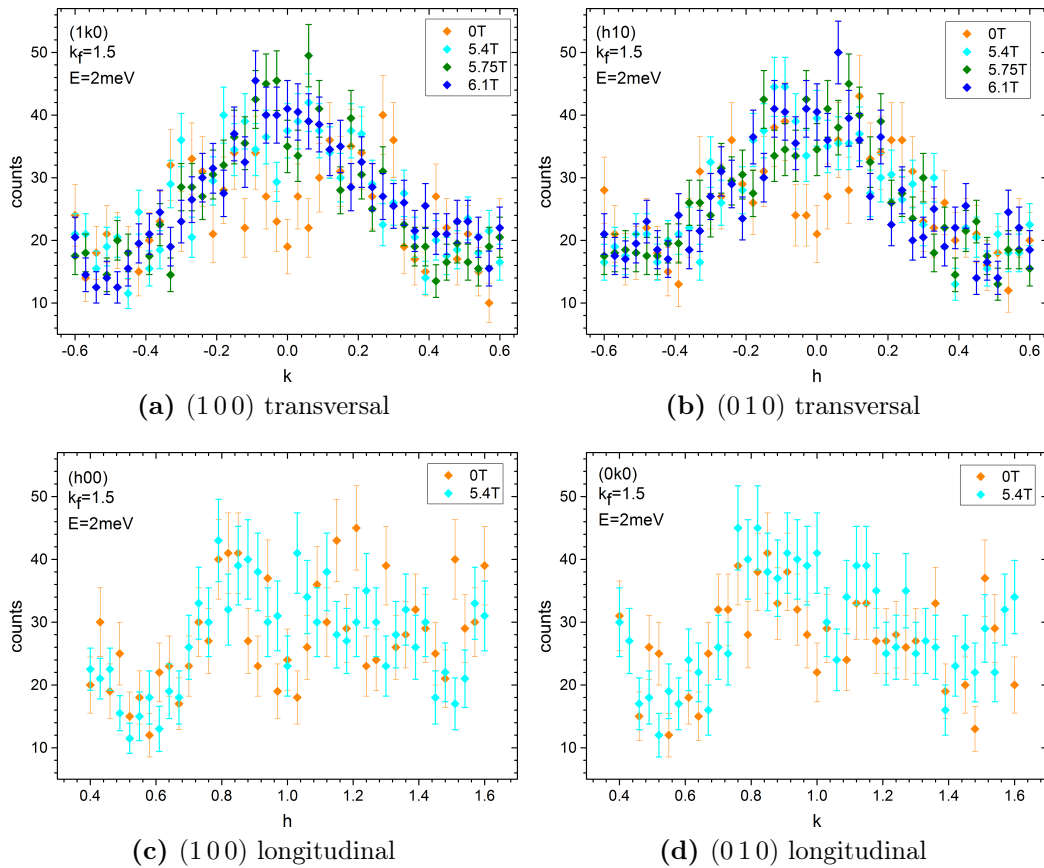 (1k0)
k_f=1.5
E=2meV
0T
5.4T
5.75T
6.1T
counts
50
40
30
20
10
-0.6 -0.4 -0.2 0.0 0.2 0.4 0.6
k
(a) (1 0 0) transversal
(h10)
k_f=1.5
E=2meV
0T
5.4T
5.75T
6.1T
counts
50
40
30
20
10
-0.6 -0.4 -0.2 0.0 0.2 0.4 0.6
h
(b) (0 1 0) transversal
(h00)
k_f=1.5
E=2meV
0T
5.4T
counts
50
40
30
20
10
0.4 0.6 0.8 1.0 1.2 1.4 1.6
h
(c) (1 0 0) longitudinal
(0k0)
k_f=1.5
E=2meV
0T
5.4T
counts
50
40
30
20
10
0.4 0.6 0.8 1.0 1.2 1.4 1.6
k
(d) (0 1 0) longitudinal